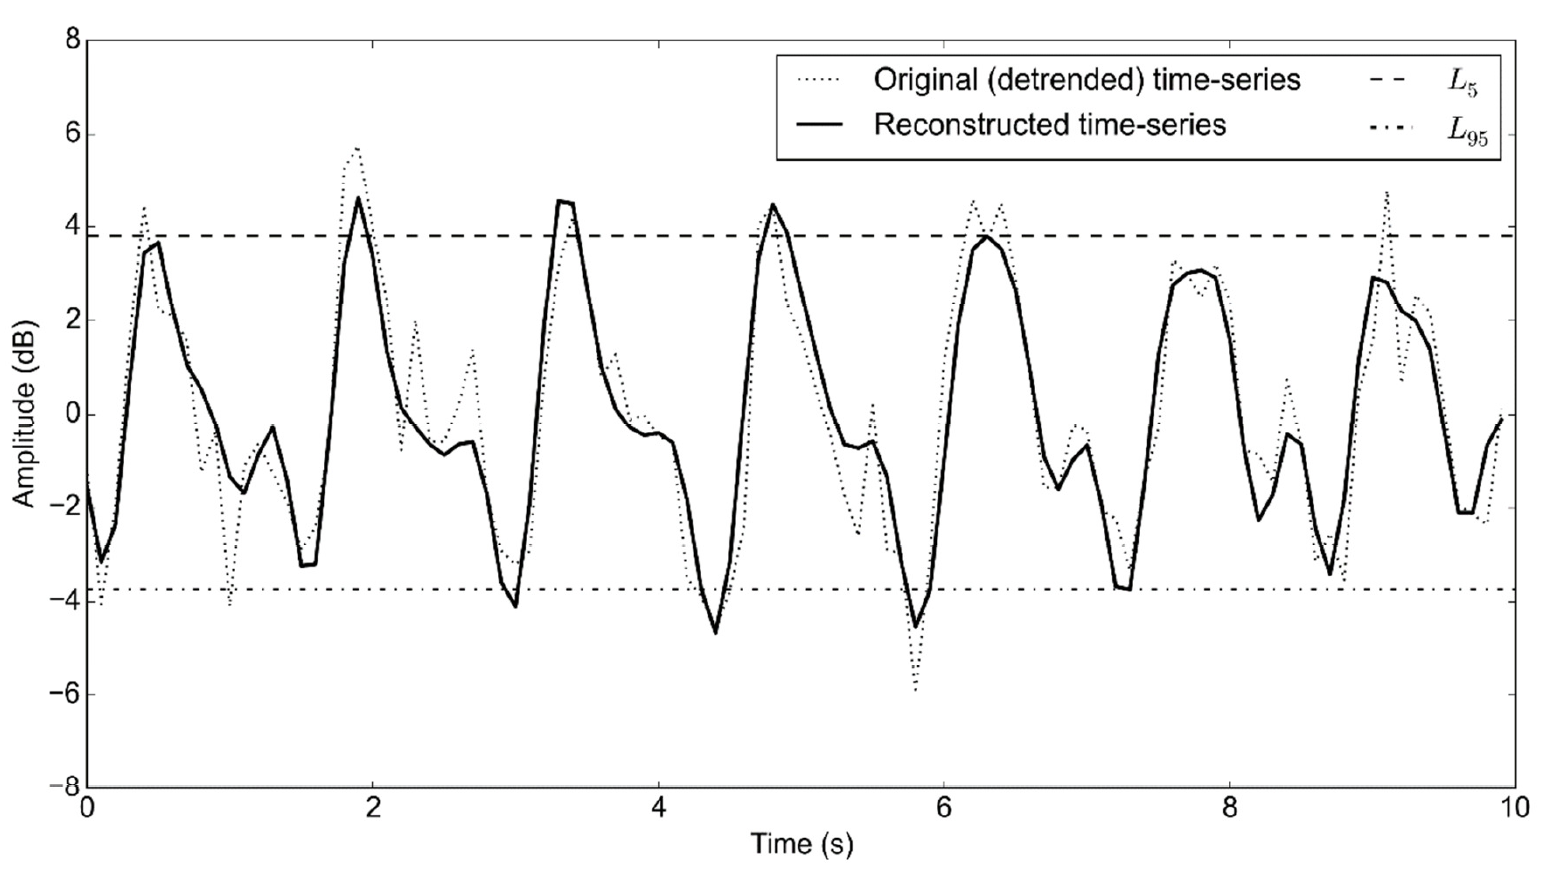 8
6
4
2
0
−2
−4
−6
−8
Amplitude (dB)
Original (detrended) time-series
Reconstructed time-series
L5
L95
0 2 4 6 8 10
Time (s)